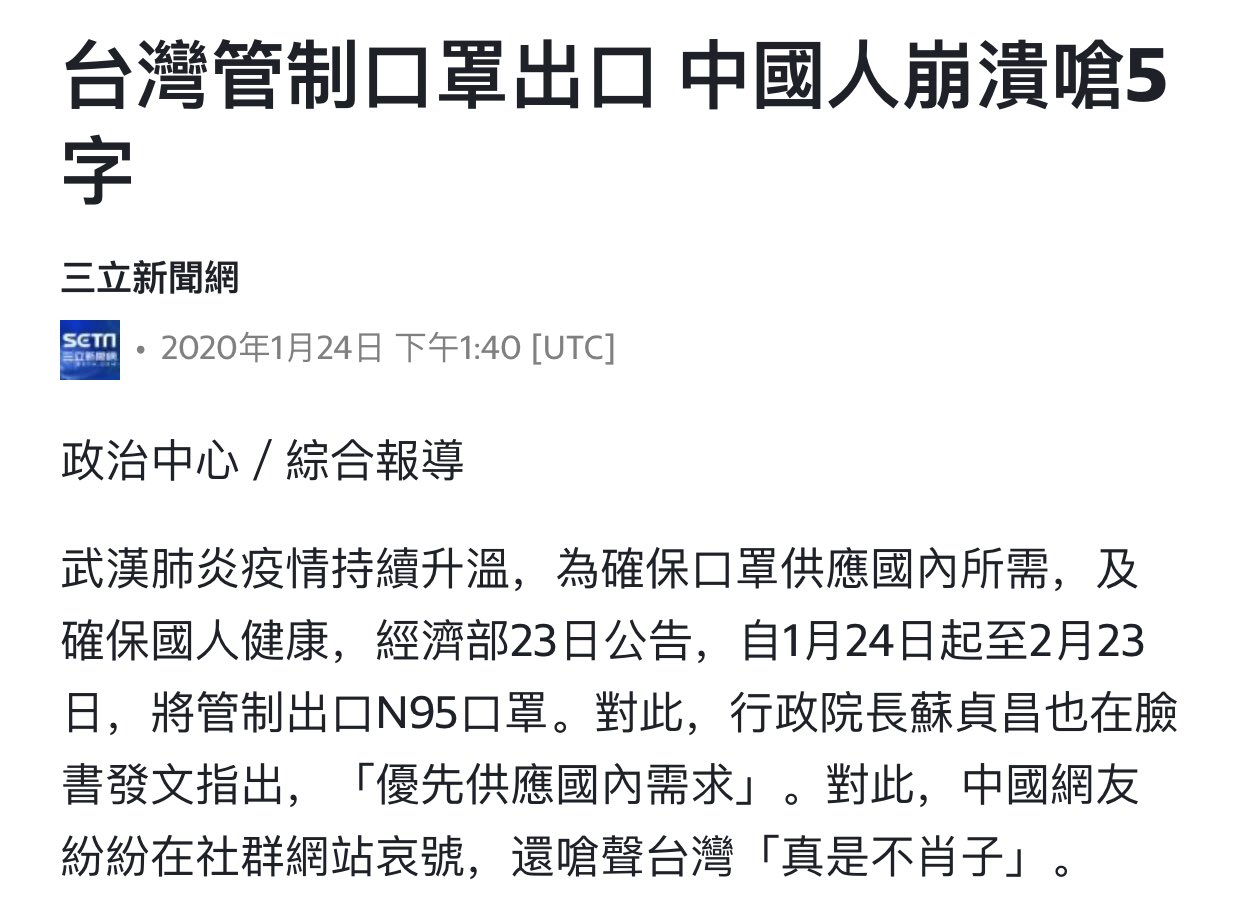 台灣管制口罩出口 中國人崩潰嗆5
字
三立新聞網
SETN
三立新聞網
• 2020年1月24日 下午1:40 [UTC]
政治中心／綜合報導
武漢肺炎疫情持續升溫，為確保口罩供應國內所需，及
確保國人健康，經濟部23日公告，自1月24日起至2月23
日，將管制出口N95口罩。對此，行政院長蘇貞昌也在臉
書發文指出，「優先供應國內需求」。對此，中國網友
紛紛在社群網站哀號，還嗆聲台灣「真是不肖子」。